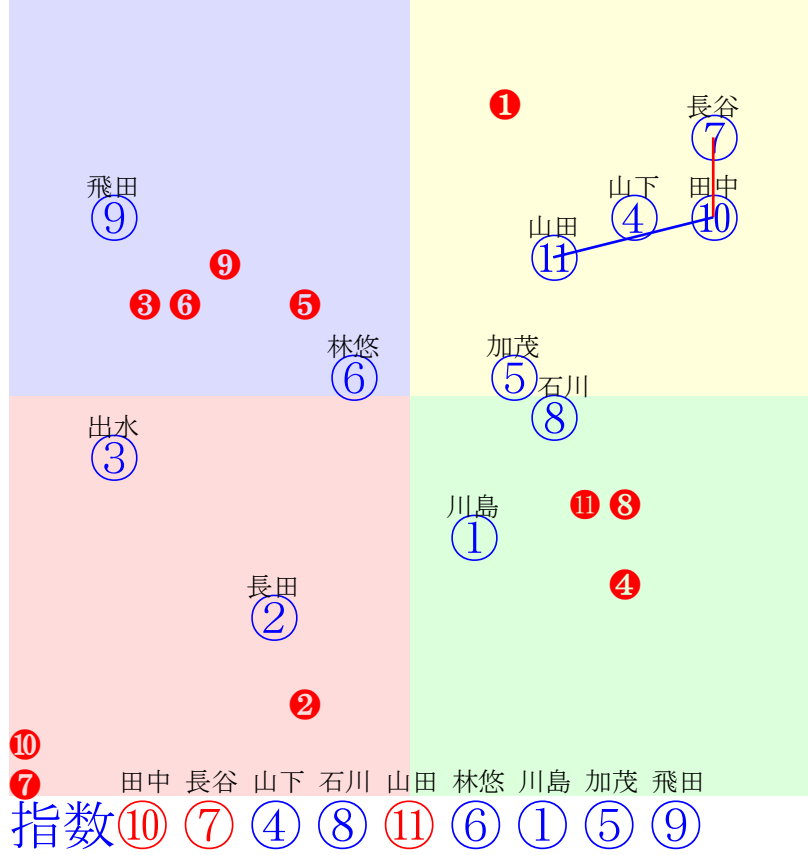 ❶
長谷
⑦
飛田 山下 田中
⑨ ④ ⑩
山田
⑪
❾
❸ ❻ ❺
林悠 加茂
⑥ ⑤
石川
⑧
出水
③
川島 ⓫ ❽
①
長田 ❹
②
❷
❿
❼
田中 長谷 山下 石川 山田 林悠 川島 加茂 飛田
指数 ⑩ ⑦ ④ ⑧ ⑪ ⑥ ① ⑤ ⑨